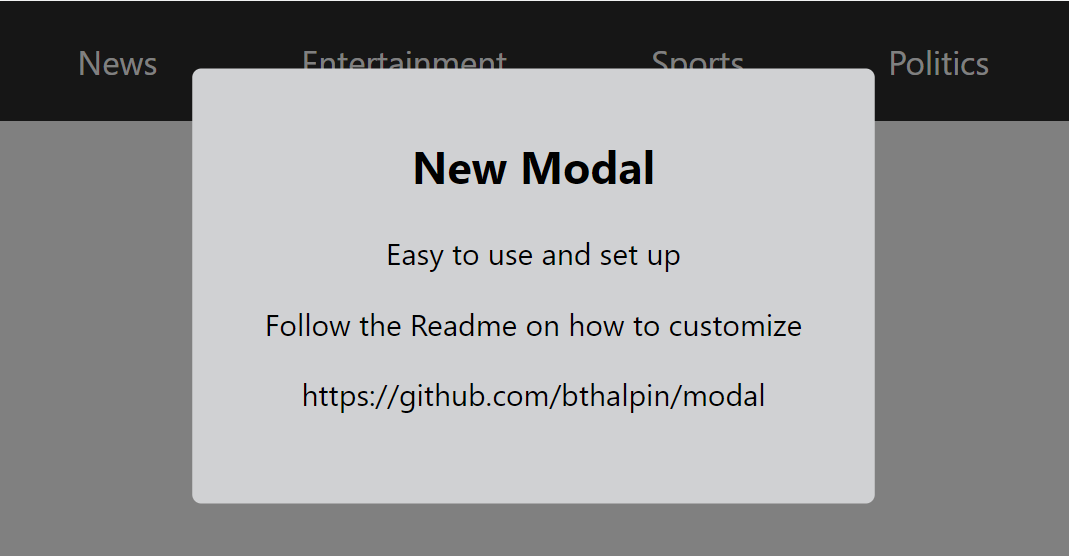 News Entertainment Sports Politics
New Modal
Easy to use and set up
Follow the Readme on how to customize
https://github.com/bthalpin/modal